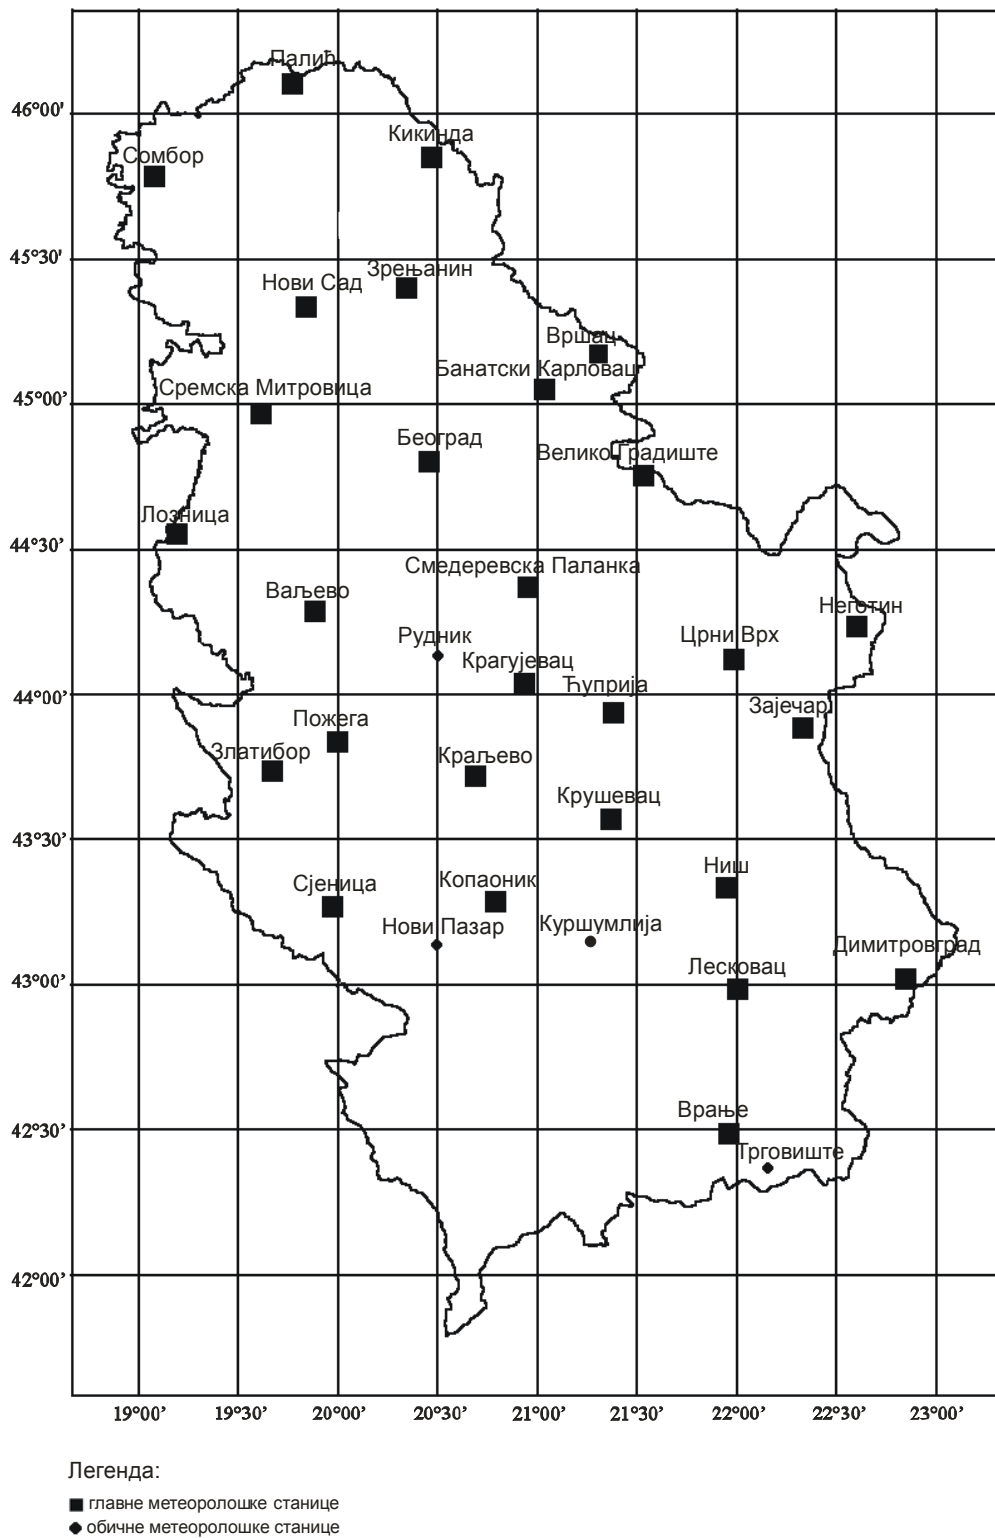 Палић
46°00'
Кикинда
Сомбор
45°30'
Зрењанин
Нови Сад
Вршац
Банатски Карловац
Сремска Митровица
45°00'
Београд
Велико Градиште
Лозница
44°30'
Смедеревска Паланка
Ваљево
Неготин
Рудник
Црни Врх
Крагујевац
Ћуприја
44°00'
Зајечар
Пожега
Златибор
Краљево
Крушевац
43°30'
Ниш
Сјеница
Копаоник
Нови Пазар
Куршумлија
Димитровград
Лесковац
43°00'
Врање
42°30'
Трговиште
42°00'
19°00' 19°30' 20°00' 20°30' 21°00' 21°30' 22°00' 22°30' 23°00'
Легенда:
главне метеоролошке станице
обичне метеоролошке станице